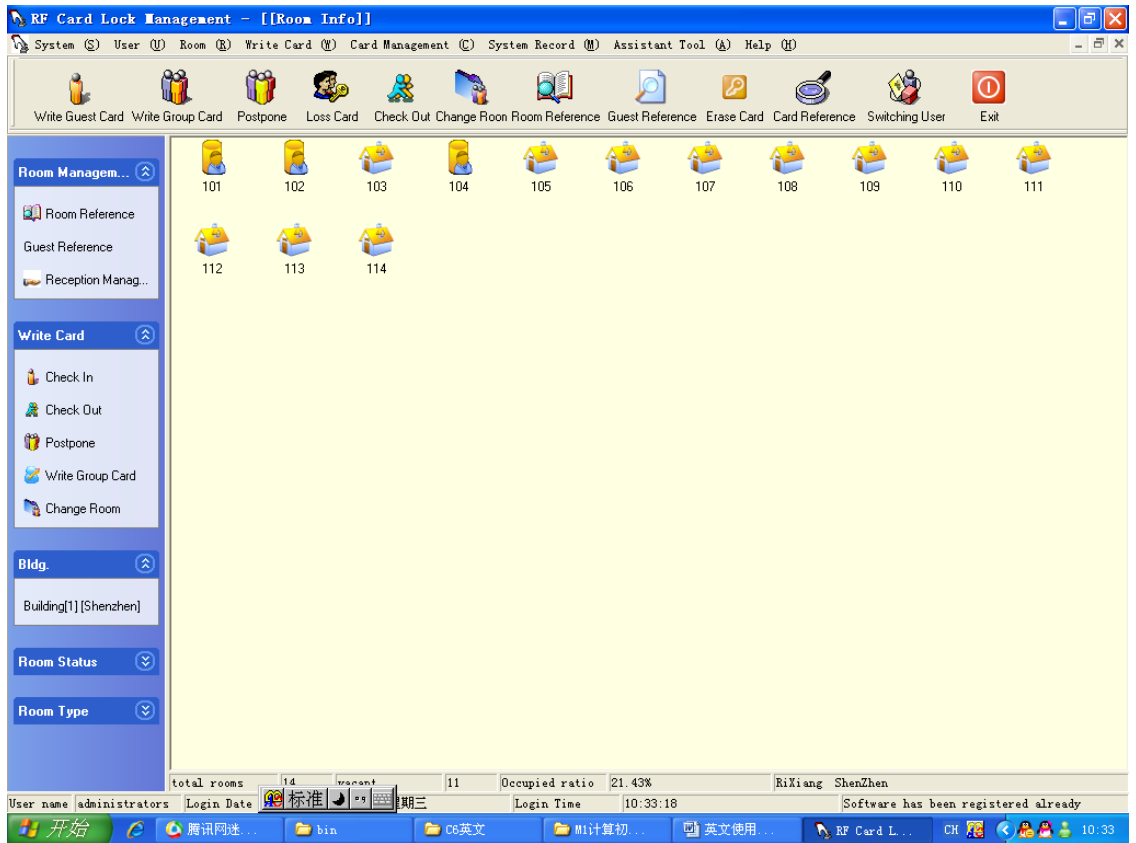 RF Card Lock Management - [[Room Info]]
System (S) User (U) Room (R) Write Card (W) Card Management (C) System Record (M) Assistant Tool (A) Help (H)
Write Guest Card Write Group Card Postpone Loss Card Check Out Change Roon Room Reference Guest Reference Erase Card Card Reference Switching User Exit
Room Managem...
Room Reference
Guest Reference
Reception Manag...
Write Card
Check In
Check Out
Postpone
Write Group Card
Change Room
Bldg.
Building[1] [Shenzhen]
Room Status
Room Type
101 102 103 104 105 106 107 108 109 110 111
112 113 114
total rooms 14 vacant 11 Occupied ratio 21.43% RiXiang ShenZhen
User name administrators Login Date 标准 期三 Login Time 10:33:18 Software has been registered already
开始 腾讯网迷... bin C6英文 M1计算初... 英文使用... RF Card L... CH 10:33